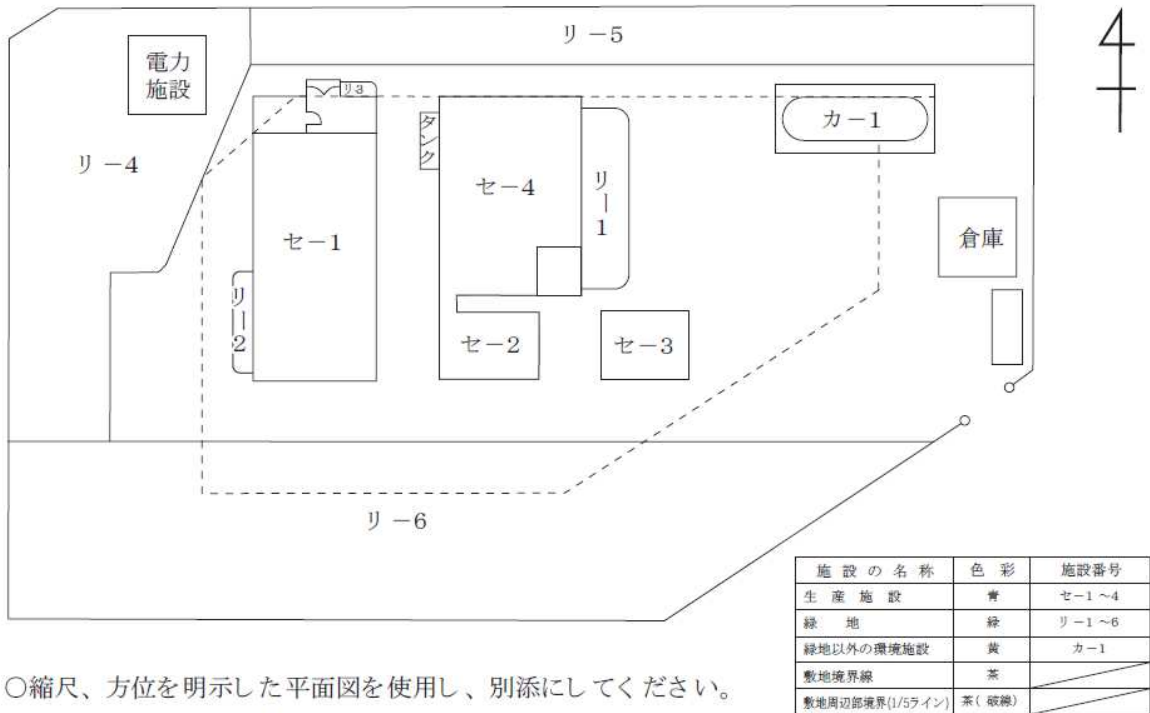 リ－5
電力
施設
リa
リ－4
タンク
カ－1
セ－4
リ－1
セ－1
倉庫
リ－2
セ－2
セ－3
リ－6
施設の名称 色彩 施設番号
生産施設 青 セ－1～4
緑地 緑 リ－1～6
緑地以外の環境施設 黄 カ－1
敷地境界線 茶
敷地周辺部境界(1/5ライン) 茶(破線)
○縮尺、方位を明示した平面図を使用し、別添にしてください。